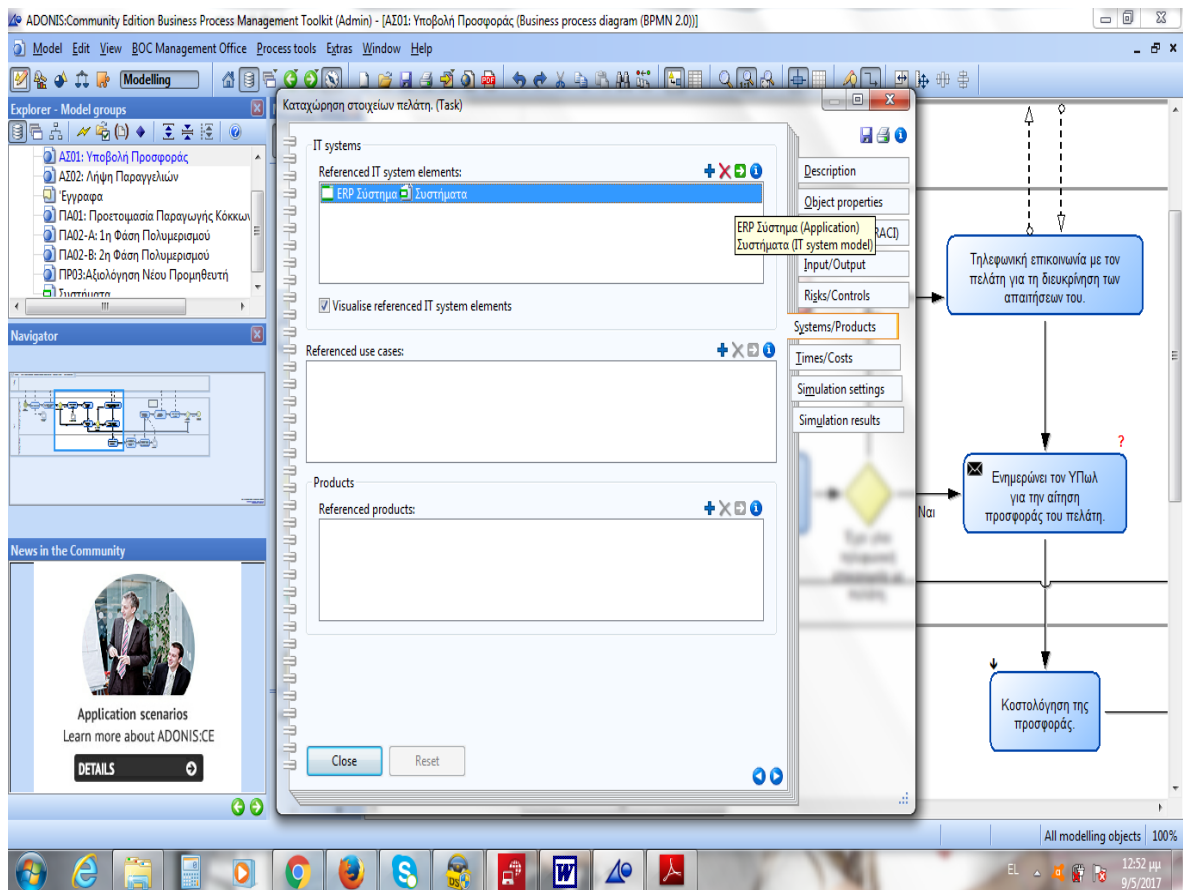 ADONIS:Community Edition Business Process Management Toolkit (Admin) - [ΑΣ01: Υποβολή Προσφοράς (Business process diagram (BPMN 2.0))]
Model Edit View BOC Management Office Process tools Extras Window Help
Modelling
Explorer - Model groups
ΑΣ01: Υποβολή Προσφοράς
ΑΣ02: Λήψη Παραγγελιών
Έγγραφα
ΠΑ01: Προετοιμασία Παραγωγής Κόκκων
ΠΑ02-Α: 1η Φάση Πολυμερισμού
ΠΑ02-Β: 2η Φάση Πολυμερισμού
ΠΡ03:Αξιολόγηση Νέου Προμηθευτή
Συστήματα
Navigator
News in the Community
Application scenarios
Learn more about ADONIS:CE
DETAILS
Καταχώρηση στοιχείων πελάτη. (Task)
IT systems
Referenced IT system elements:
ERP Σύστημα Συστήματα
ERP Σύστημα (Application)
Συστήματα (IT system model)
Visualise referenced IT system elements
Referenced use cases:
Products
Referenced products:
Close Reset
Description
Object properties
RACI)
Input/Output
Risks/Controls
Systems/Products
Times/Costs
Simulation settings
Simulation results
Τηλεφωνική επικοινωνία με τον
πελάτη για τη διευκρίνηση των
απαιτήσεων του.
?
Ενημερώνει τον ΥΠωλ
για την αίτηση
προσφοράς του πελάτη.
Ναι
Κοστολόγηση της
προσφοράς.
All modelling objects 100%
EL
12:52 μμ
9/5/2017